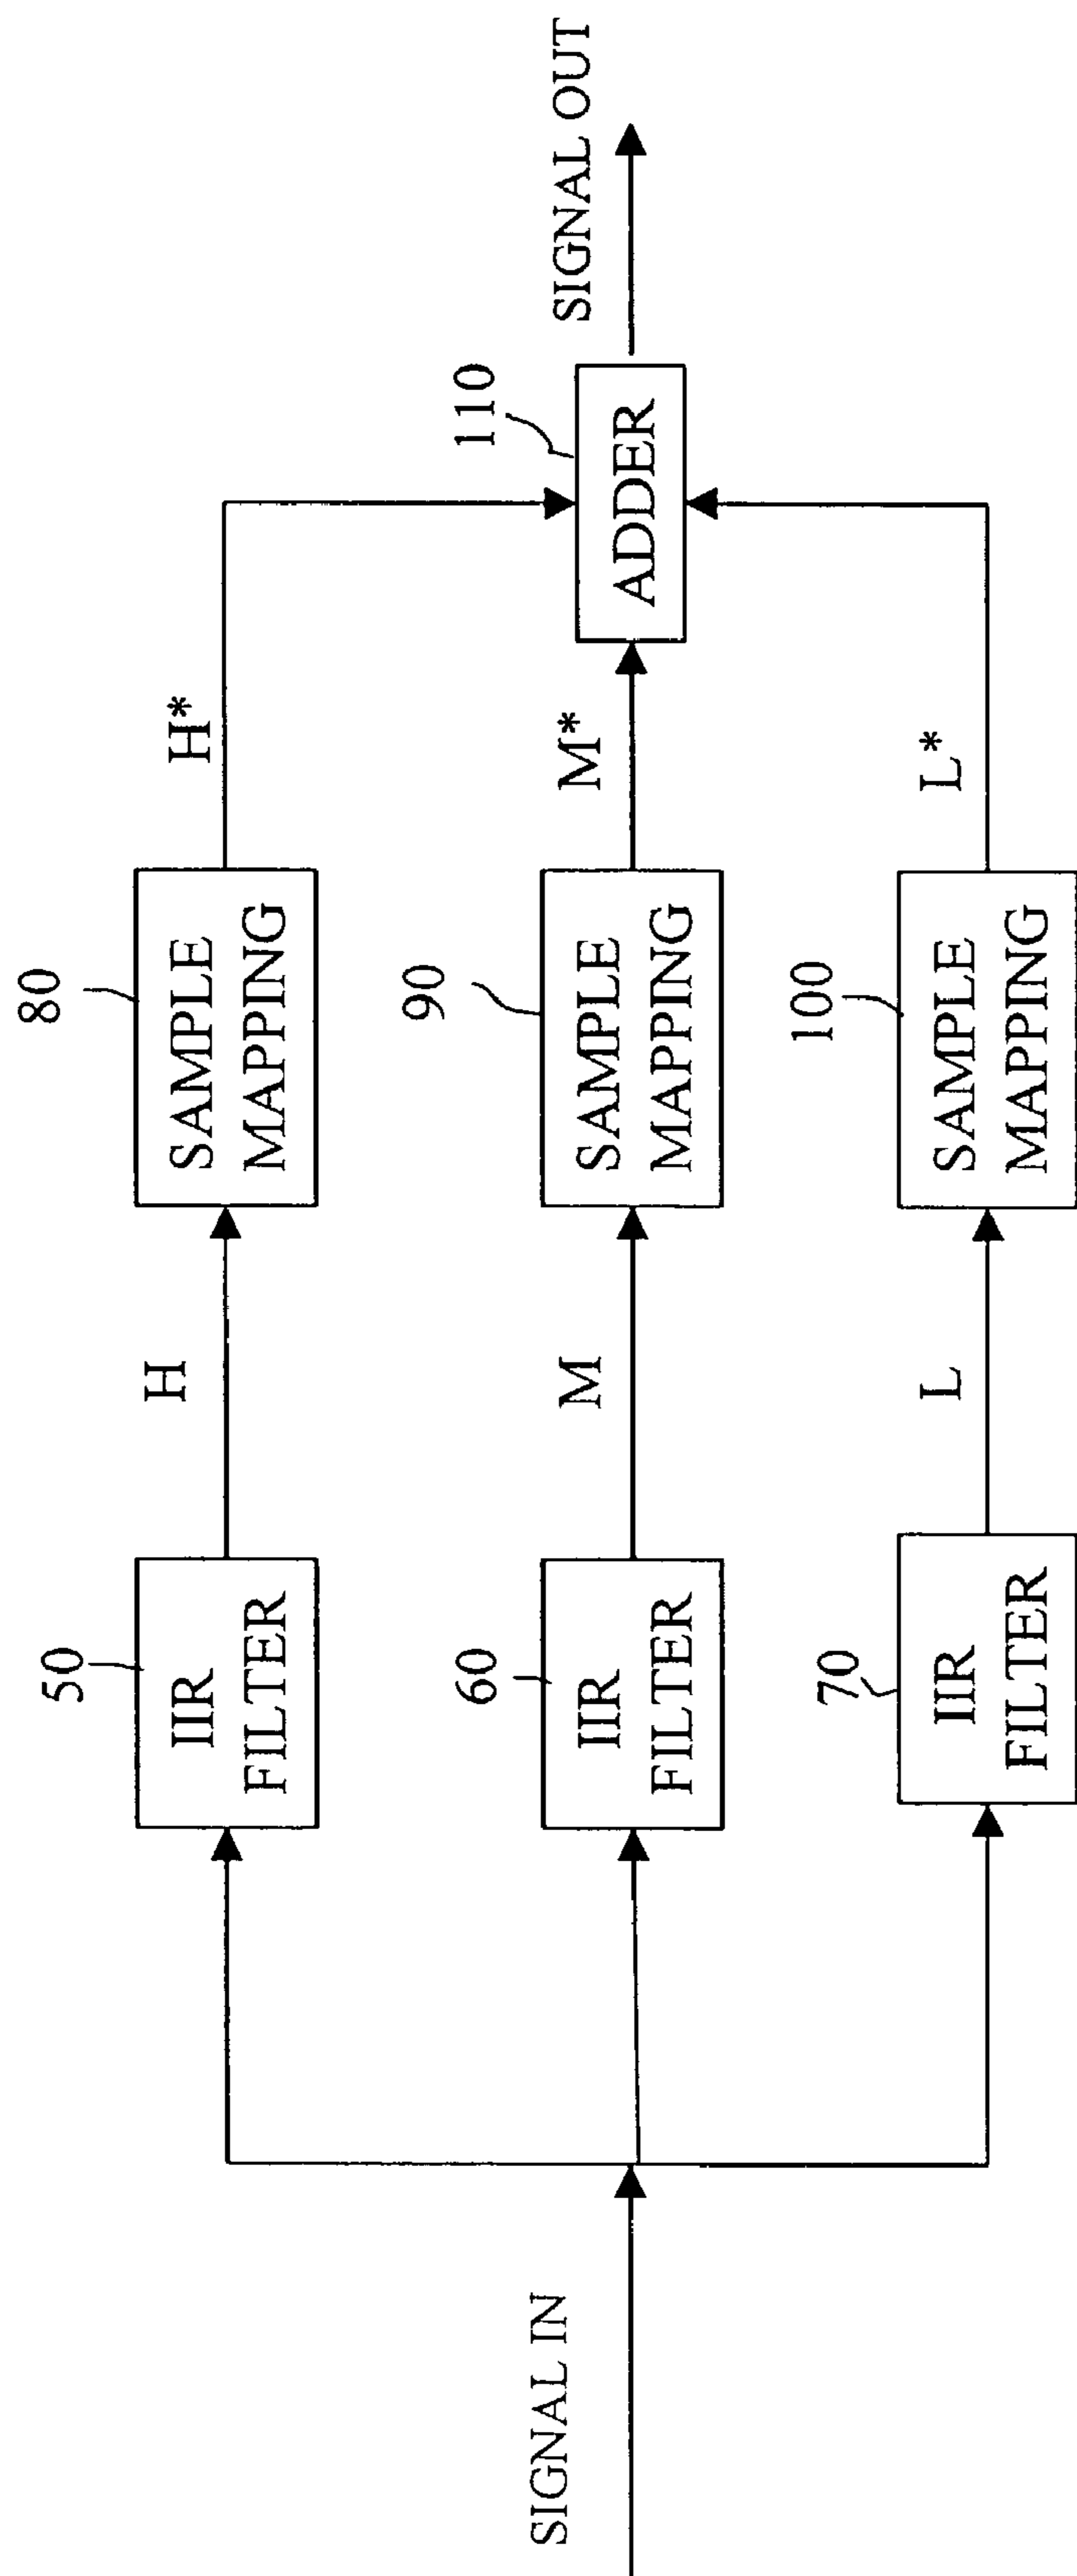 SIGNAL IN
50
IIR
FILTER
H
80
SAMPLE
MAPPING
H*
60
IIR
FILTER
M
90
SAMPLE
MAPPING
M*
70
IIR
FILTER
L
100
SAMPLE
MAPPING
L*
110
ADDER
SIGNAL OUT